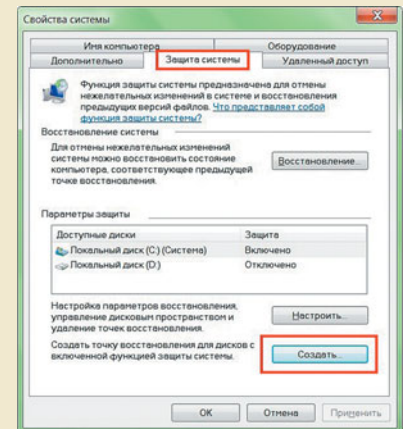 Свойства системы
Имя компьютера
Оборудование
Дополнительно
Защита системы
Удаленный доступ
Функция защиты системы предназначена для отмены
нежелательных изменений в системе и восстановления
предыдущих версий файлов. Что представляет собой
функция защиты системы?
Восстановление системы
Для отмены нежелательных изменений
системы можно восстановить состояние
компьютера, соответствующее предыдущей
точке восстановления.
Восстановление...
Параметры защиты
Доступные диски
Защита
Локальный диск (C:) (Система)
Включено
Локальный диск (D:)
Отключено
Настройка параметров восстановления,
управление дисковым пространством и
удаление точек восстановления.
Настроить...
Создать точку восстановления для дисков с
включенной функцией защиты системы.
Создать...
OK
Отмена
Применить